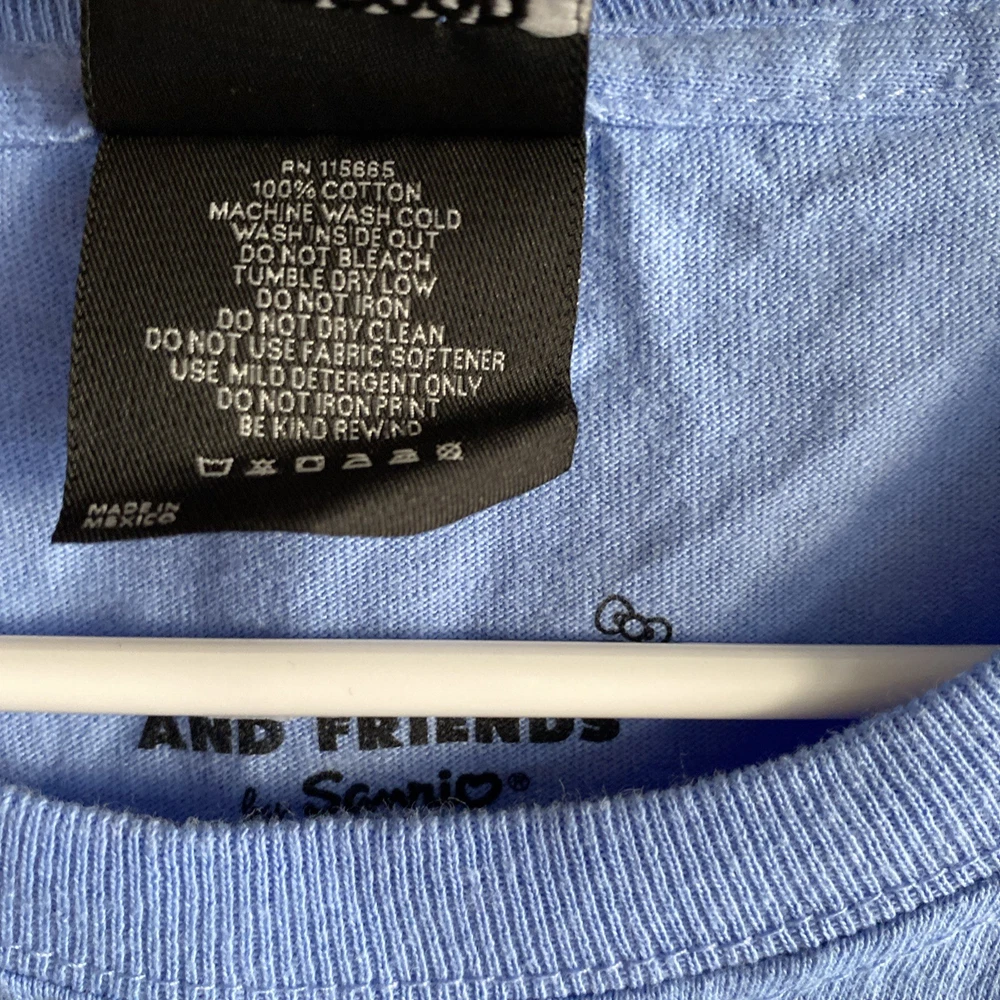 RN 115665
100% COTTON
MACHINE WASH COLD
WASH INSIDE OUT
DO NOT BLEACH
TUMBLE DRY LOW
DO NOT IRON
DO NOT DRY CLEAN
DO NOT USE FABRIC SOFTENER
USE MILD DETERGENT ONLY
DO NOT IRON PRINT
BE KIND REWIND
MADE IN
MEXICO
AND FRIENDS
by Sanrio®